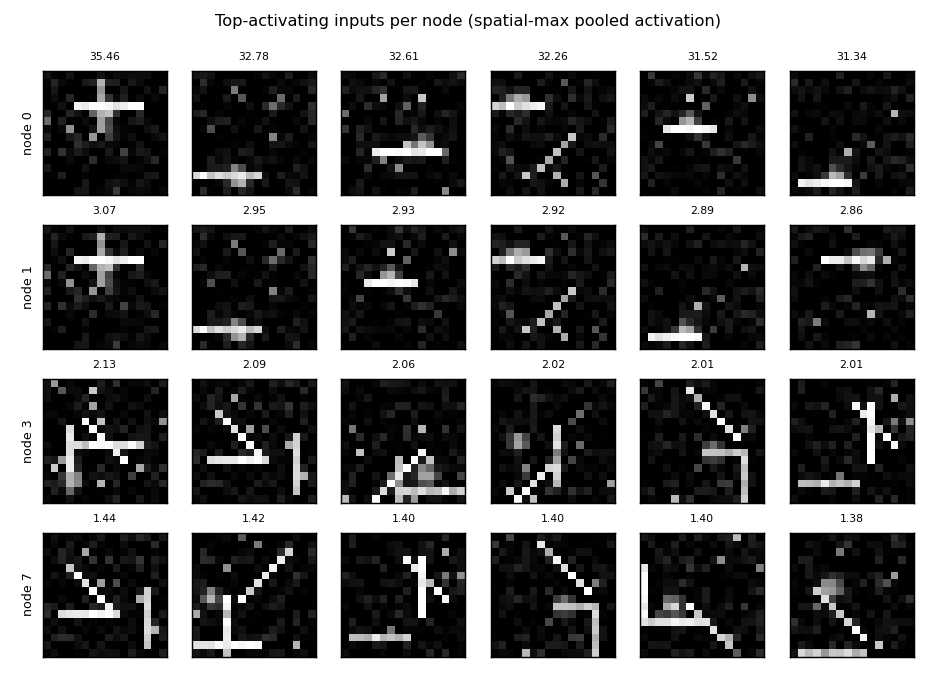 Top-activating inputs per node (spatial-max pooled activation)
35.46 32.78 32.61 32.26 31.52 31.34
node 0
3.07 2.95 2.93 2.92 2.89 2.86
node 1
2.13 2.09 2.06 2.02 2.01 2.01
node 3
1.44 1.42 1.40 1.40 1.40 1.38
node 7